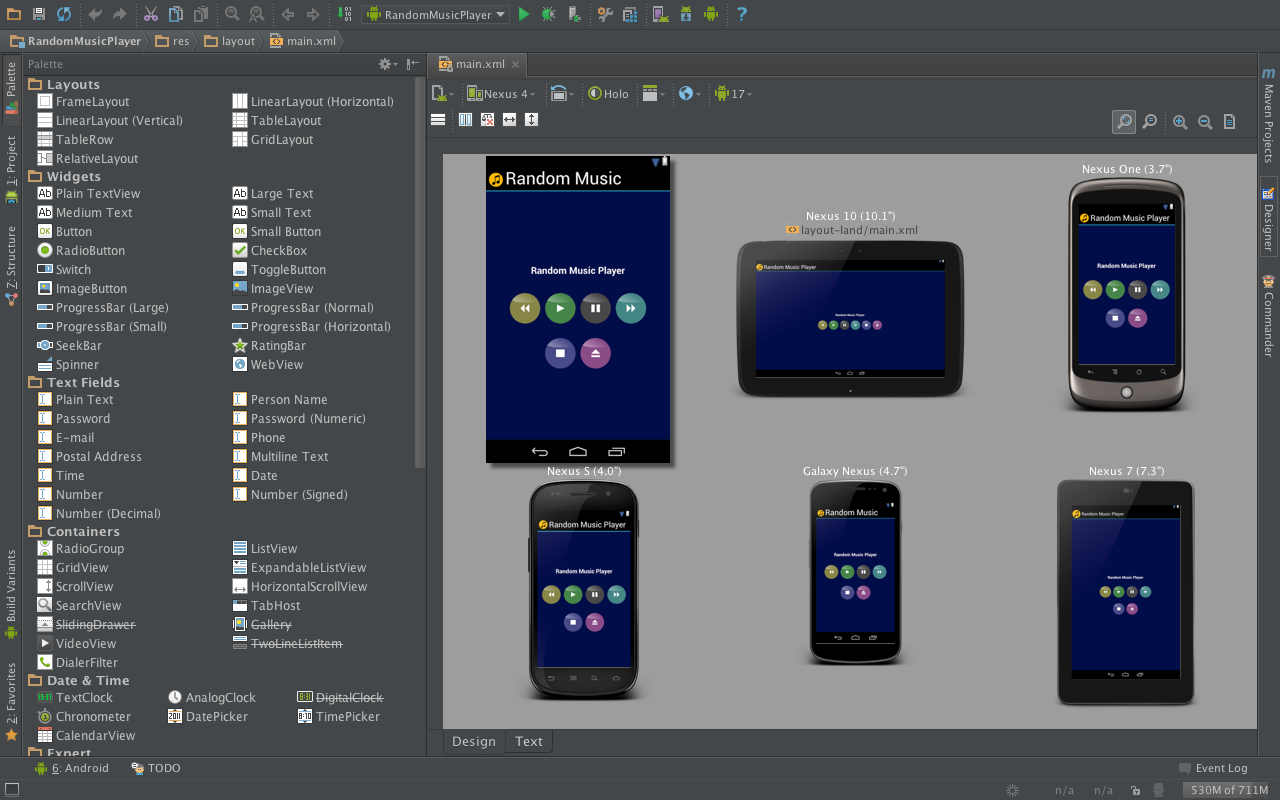 RandomMusicPlayer
RandomMusicPlayer res layout main.xml
Palette
main.xml
Layouts
FrameLayout LinearLayout (Horizontal)
LinearLayout (Vertical) TableLayout
TableRow GridLayout
RelativeLayout
Widgets
Plain TextView Large Text
Medium Text Small Text
Button Small Button
RadioButton CheckBox
Switch ToggleButton
ImageButton ImageView
ProgressBar (Large) ProgressBar (Normal)
ProgressBar (Small) ProgressBar (Horizontal)
SeekBar RatingBar
Spinner WebView
Text Fields
Plain Text Person Name
Password Password (Numeric)
E-mail Phone
Postal Address Multiline Text
Time Date
Number Number (Signed)
Number (Decimal)
Containers
RadioGroup ListView
GridView ExpandableListView
ScrollView HorizontalScrollView
SearchView TabHost
SlidingDrawer Gallery
VideoView TwoLineListItem
DialerFilter
Date & Time
TextClock AnalogClock DigitalClock
Chronometer DatePicker TimePicker
CalendarView
Expert
Palette
1: Project
Z: Structure
Build Variants
2: Favorites
Nexus 4 Holo 17
Random Music
Random Music Player
Nexus 10 (10.1")
layout-land/main.xml
Random Music Player
Random Music Player
Nexus One (3.7")
Random Music Player
Random Music Player
Nexus S (4.0")
Random Music Player
Random Music Player
Galaxy Nexus (4.7")
Random Music
Random Music Player
Nexus 7 (7.3")
Random Music Player
Random Music Player
Design Text
m Maven Projects
Designer
Commander
6: Android TODO
Event Log
n/a n/a 530M of 711M